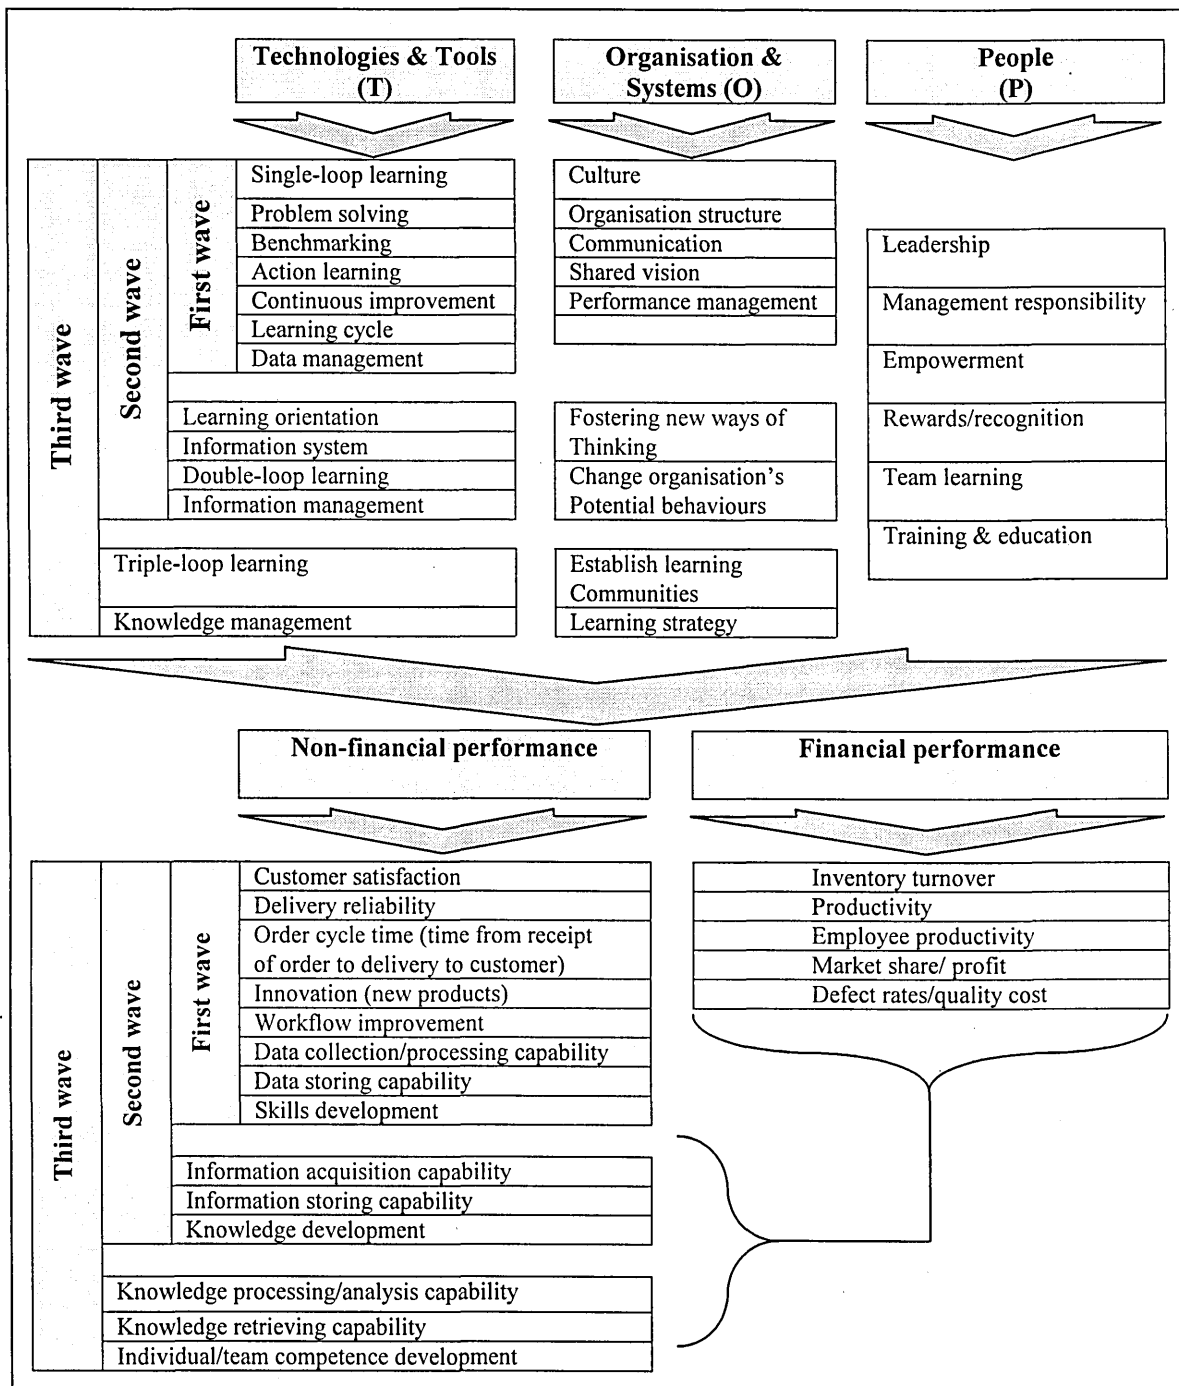 Technologies & Tools
(T)
Organisation &
Systems (O)
People
(P)
Third wave
Second wave
First wave
Single-loop learning
Problem solving
Benchmarking
Action learning
Continuous improvement
Learning cycle
Data management
Learning orientation
Information system
Double-loop learning
Information management
Triple-loop learning
Knowledge management
Culture
Organisation structure
Communication
Shared vision
Performance management
Fostering new ways of
Thinking
Change organisation's
Potential behaviours
Establish learning
Communities
Learning strategy
Leadership
Management responsibility
Empowerment
Rewards/recognition
Team learning
Training & education
Non-financial performance
Financial performance
Third wave
Second wave
First wave
Customer satisfaction
Delivery reliability
Order cycle time (time from receipt
of order to delivery to customer)
Innovation (new products)
Workflow improvement
Data collection/processing capability
Data storing capability
Skills development
Information acquisition capability
Information storing capability
Knowledge development
Knowledge processing/analysis capability
Knowledge retrieving capability
Individual/team competence development
Inventory turnover
Productivity
Employee productivity
Market share/ profit
Defect rates/quality cost